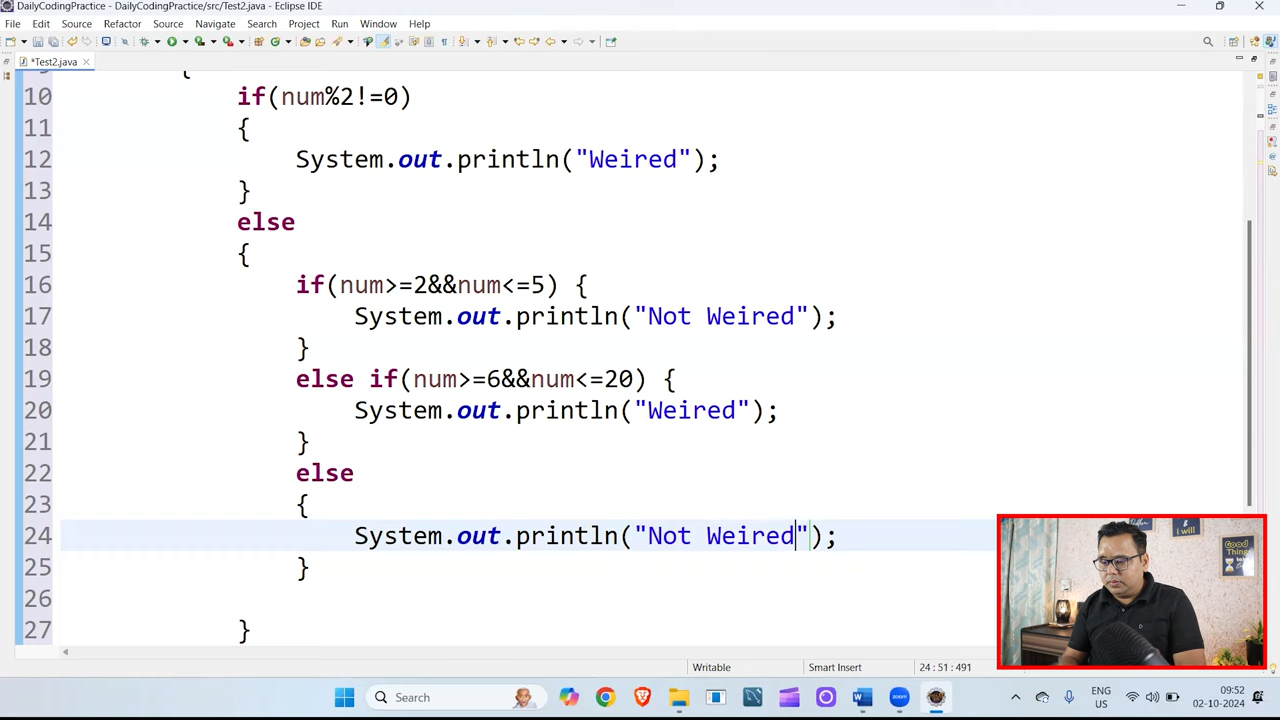 DailyCodingPractice - DailyCodingPractice/src/Test2.java - Eclipse IDE
File Edit Source Refactor Source Navigate Search Project Run Window Help
*Test2.java
10 if(num%2!=0)
11 {
12 System.out.println("Weired");
13 }
14 else
15 {
16 if(num>=2&&num<=5) {
17 System.out.println("Not Weired");
18 }
19 else if(num>=6&&num<=20) {
20 System.out.println("Weired");
21 }
22 else
23 {
24 System.out.println("Not Weired");
25 }
26
27 }
I will
Good
Thing
Writable Smart Insert 24 : 51 : 491
Search
ENG
US
09:52
02-10-2024